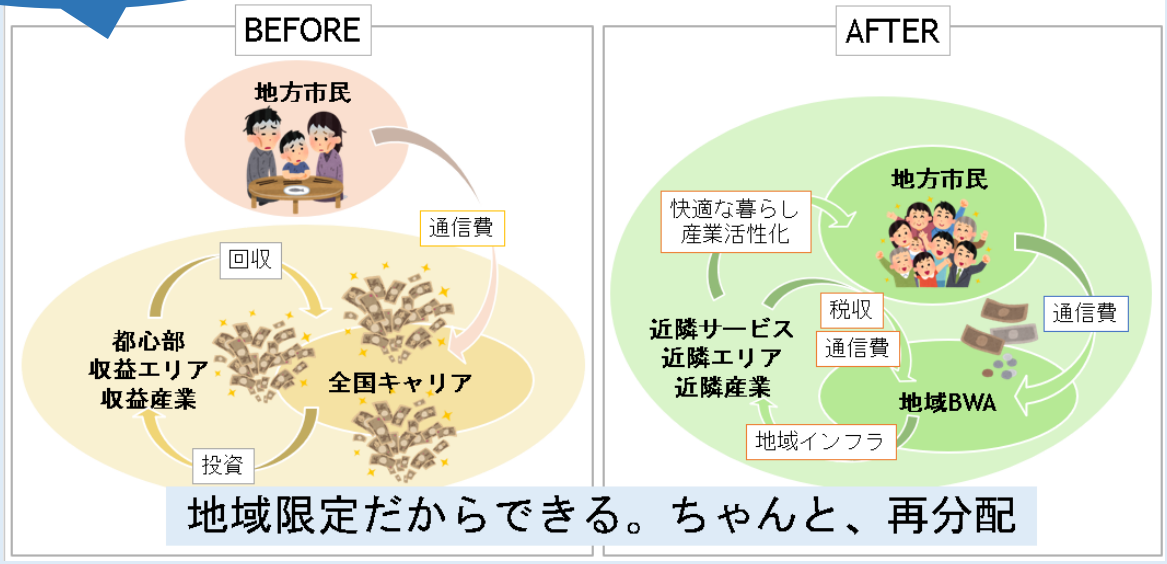 BEFORE
地方市民
通信費
回収
都心部
収益エリア
収益産業
全国キャリア
投資
AFTER
地方市民
快適な暮らし
産業活性化
税収
通信費
通信費
近隣サービス
近隣エリア
近隣産業
地域BWA
地域インフラ
地域限定だからできる。ちゃんと、再分配